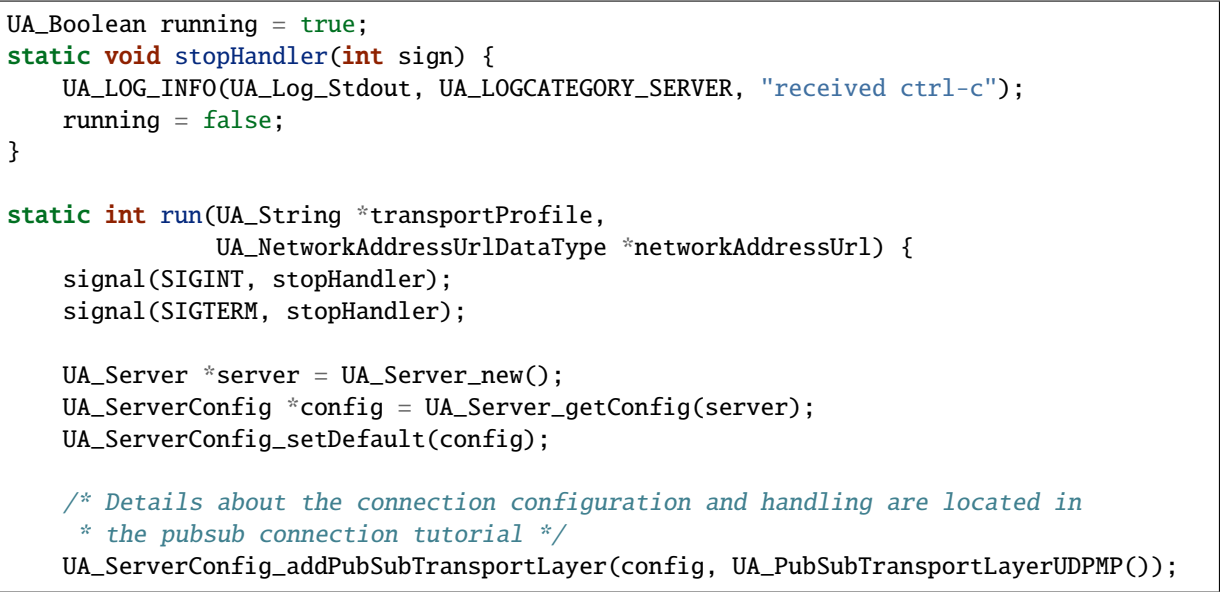 UA_Boolean running = true;
static void stopHandler(int sign) {
    UA_LOG_INFO(UA_Log_Stdout, UA_LOGCATEGORY_SERVER, "received ctrl-c");
    running = false;
}

static int run(UA_String *transportProfile,
               UA_NetworkAddressUrlDataType *networkAddressUrl) {
    signal(SIGINT, stopHandler);
    signal(SIGTERM, stopHandler);

    UA_Server *server = UA_Server_new();
    UA_ServerConfig *config = UA_Server_getConfig(server);
    UA_ServerConfig_setDefault(config);

    /* Details about the connection configuration and handling are located in
     * the pubsub connection tutorial */
    UA_ServerConfig_addPubSubTransportLayer(config, UA_PubSubTransportLayerUDPMP());